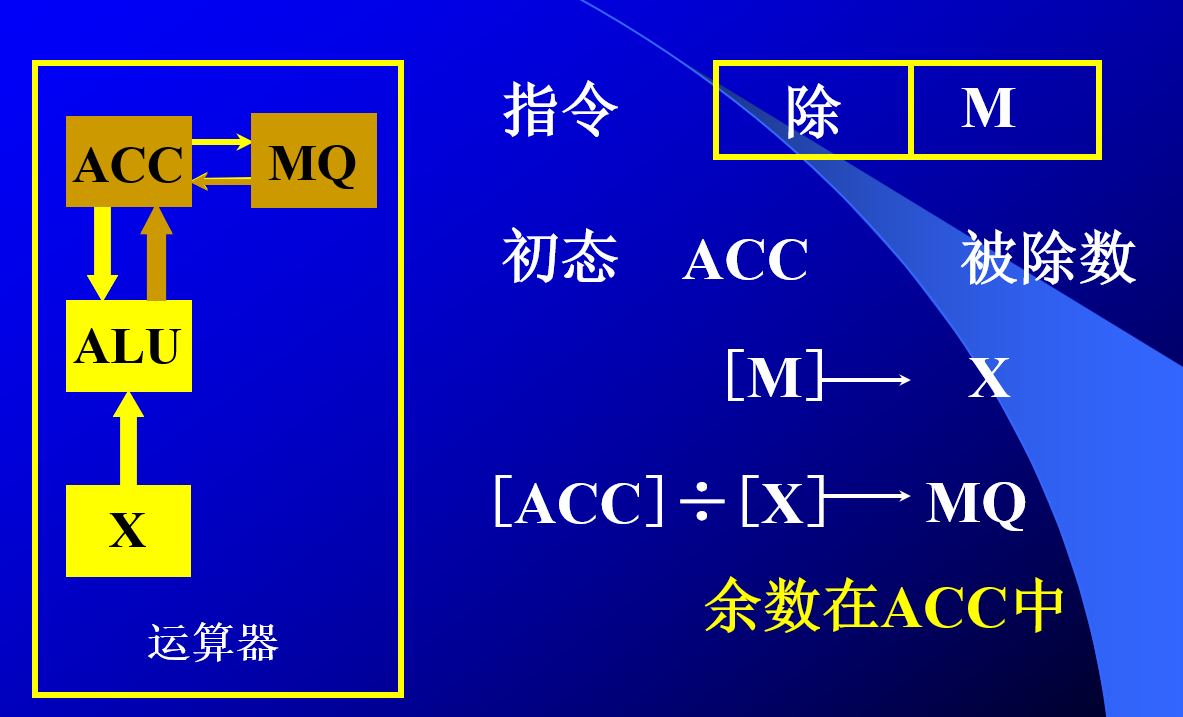 ACC MQ
ALU
X
运算器
指令 除 M
初态 ACC 被除数
[M] → X
[ACC]÷[X] → MQ
余数在ACC中